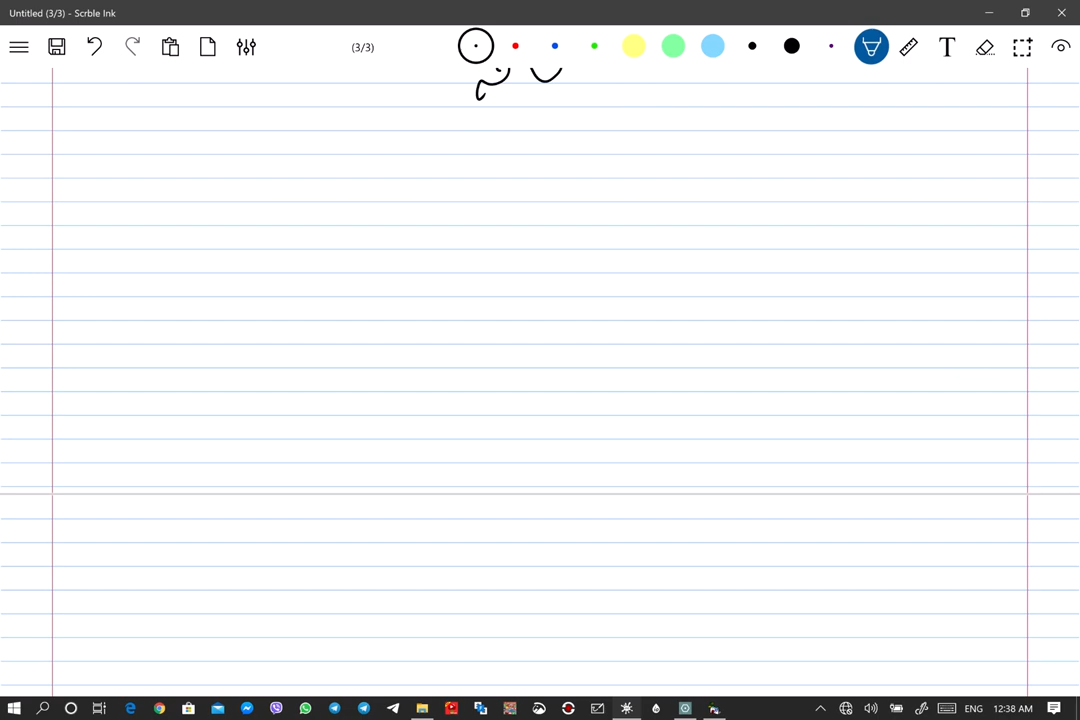 Untitled (3/3) - Scrble Ink
(3/3)
T
ENG
12:38 AM